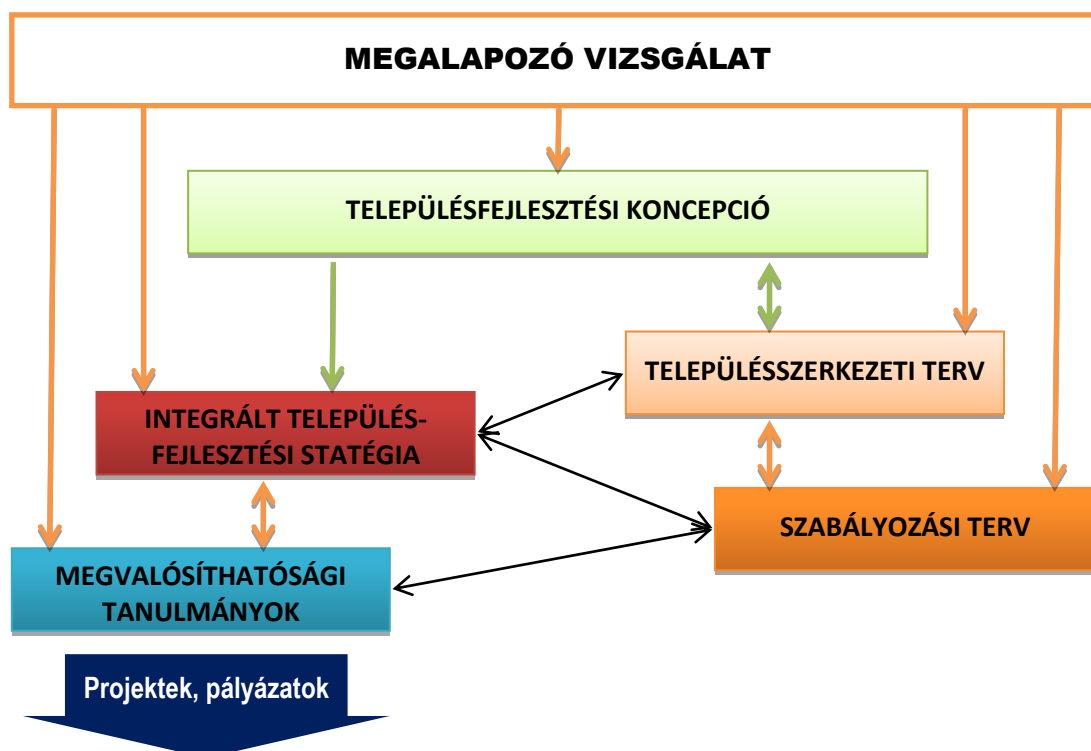 MEGALAPOZÓ VIZSGÁLAT
TELEPÜLÉSFEJLESZTÉSI KONCEPCIÓ
TELEPÜLÉSSZERKEZETI TERV
INTEGRÁLT TELEPÜLÉS-
FEJLESZTÉSI STATÉGIA
SZABÁLYOZÁSI TERV
MEGVALÓSÍTHATÓSÁGI
TANULMÁNYOK
Projektek, pályázatok